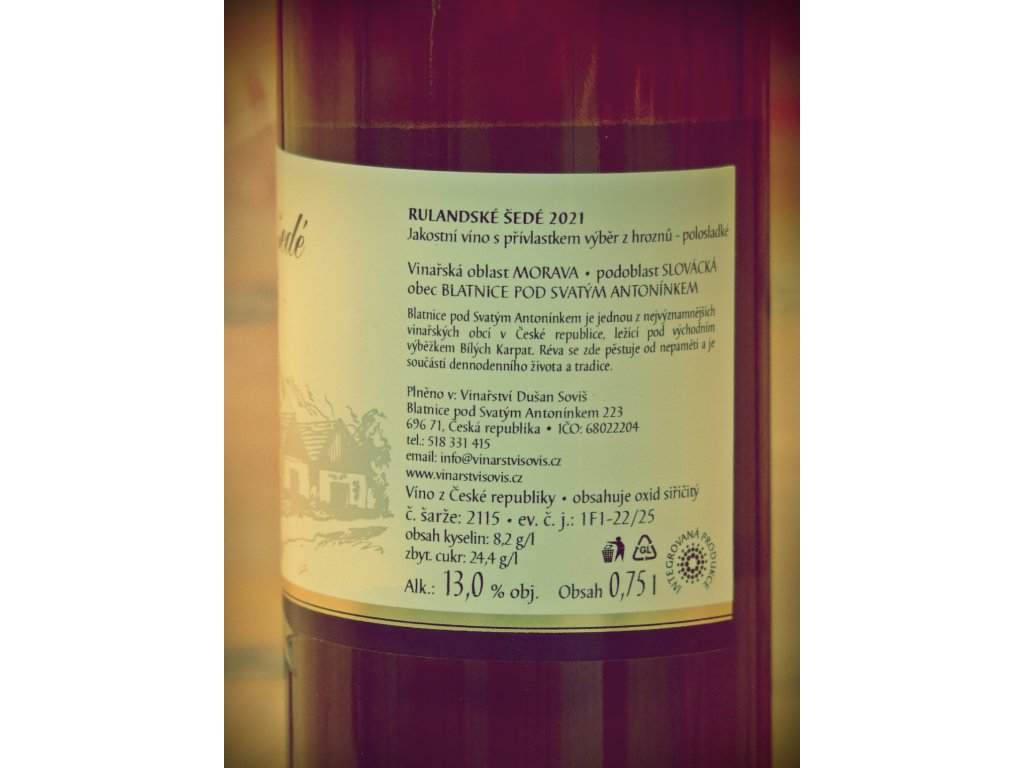 edé
RULANDSKÉ ŠEDÉ 2021
Jakostní víno s přívlastkem výběr z hroznů - polosladké
Vinařská oblast MORAVA • podoblast SLOVÁCKÁ
obec BLATNICE POD SVATÝM ANTONÍNKEM
Blatnice pod Svatým Antonínkem je jednou z nejvýznamnějších
vinařských obcí v České republice, ležící pod východním
výběžkem Bílých Karpat. Réva se zde pěstuje od nepaměti a je
součástí dennodenního života a tradice.
Plněno v: Vinařství Dušan Soviš
Blatnice pod Svatým Antonínkem 223
696 71, Česká republika • IČO: 68022204
tel.: 518 331 415
email: info@vinarstvisovis.cz
www.vinarstvisovis.cz
Víno z České republiky • obsahuje oxid siřičitý
č. šarže: 2115 • ev. č. j.: 1F1-22/25
obsah kyselin: 8,2 g/l
zbyt. cukr: 24,4 g/l
Alk.: 13,0 % obj. Obsah 0,75 l
GL
INTEGROVANÁ PRODUKCE